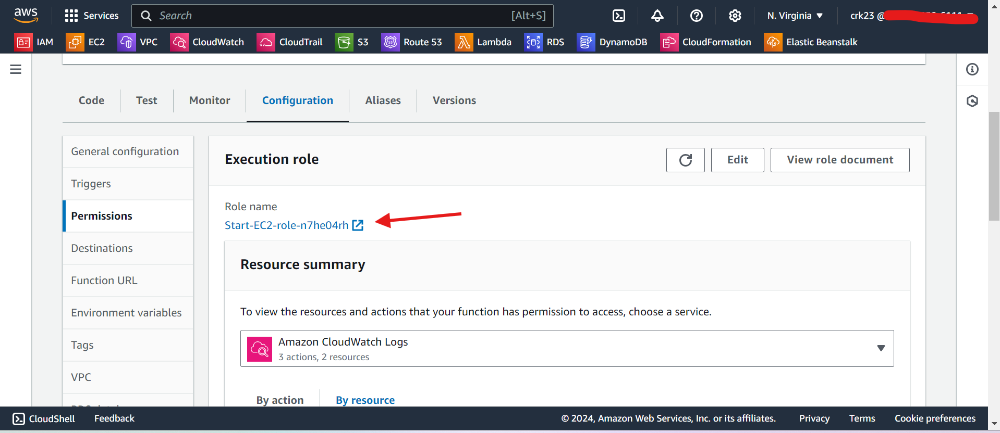 aws
Services
Search
[Alt+S]
N. Virginia
crk23 @
IAM
EC2
VPC
CloudWatch
CloudTrail
S3
Route 53
Lambda
RDS
DynamoDB
CloudFormation
Elastic Beanstalk
Code
Test
Monitor
Configuration
Aliases
Versions
General configuration
Triggers
Permissions
Destinations
Function URL
Environment variables
Tags
VPC
Execution role
Edit
View role document
Role name
Start-EC2-role-n7he04rh
Resource summary
To view the resources and actions that your function has permission to access, choose a service.
Amazon CloudWatch Logs
3 actions, 2 resources
By action
By resource
CloudShell
Feedback
© 2024, Amazon Web Services, Inc. or its affiliates.
Privacy
Terms
Cookie preferences